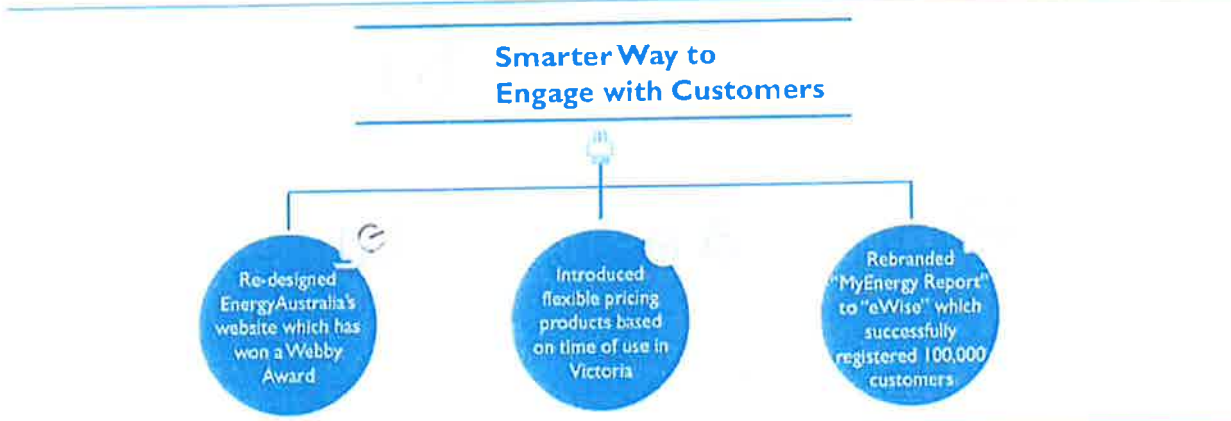 Smarter Way to
Engage with Customers
Re-designed
EnergyAustralia's
website which has
won a Webby
Award
Introduced
flexible pricing
products based
on time of use in
Victoria
Rebranded
"MyEnergy Report"
to "eWise" which
successfully
registered 100,000
customers